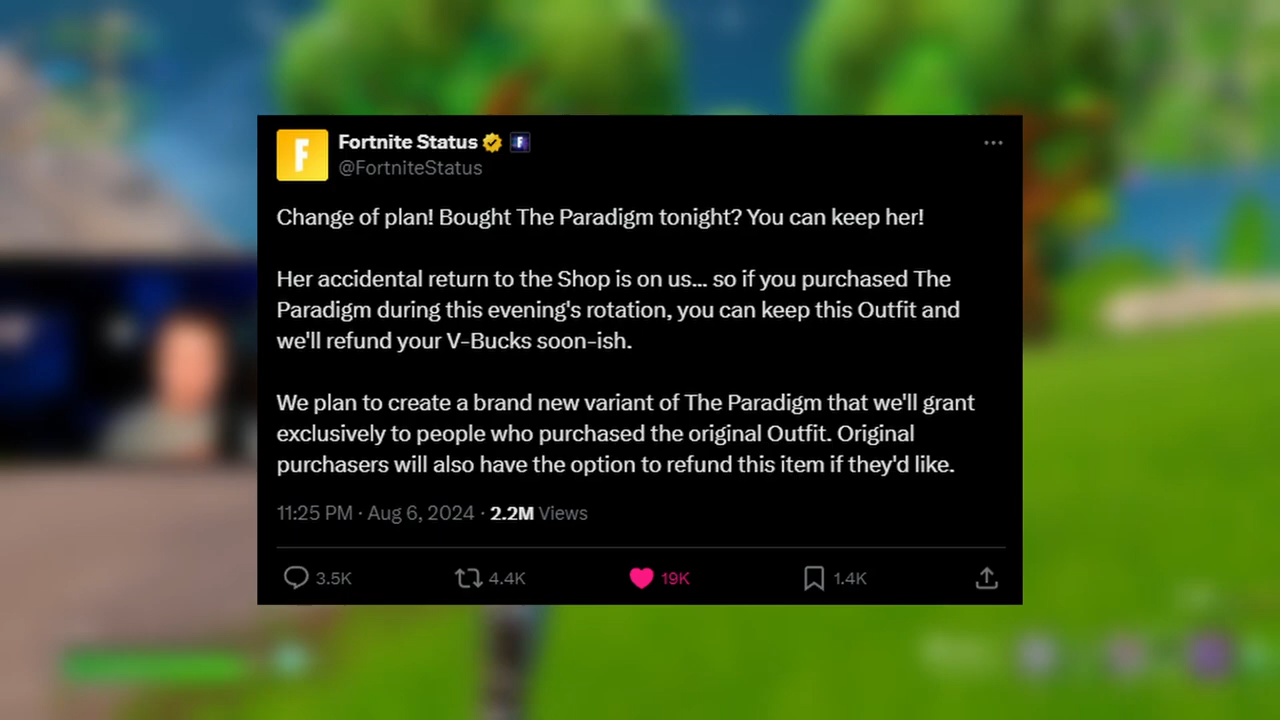 Fortnite Status
@FortniteStatus
Change of plan! Bought The Paradigm tonight? You can keep her!
Her accidental return to the Shop is on us... so if you purchased The
Paradigm during this evening's rotation, you can keep this Outfit and
we'll refund your V-Bucks soon-ish.
We plan to create a brand new variant of The Paradigm that we'll grant
exclusively to people who purchased the original Outfit. Original
purchasers will also have the option to refund this item if they'd like.
11:25 PM · Aug 6, 2024 · 2.2M Views
3.5K 4.4K 19K 1.4K